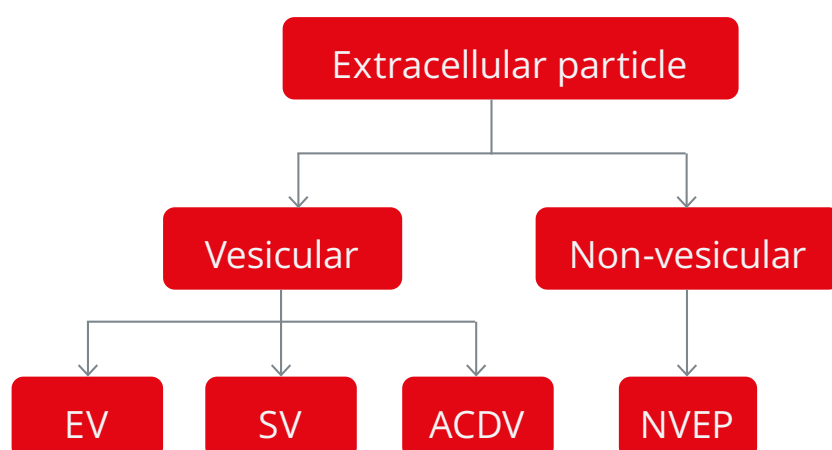 Extracellular particle
Vesicular
Non-vesicular
EV
SV
ACDV
NVEP